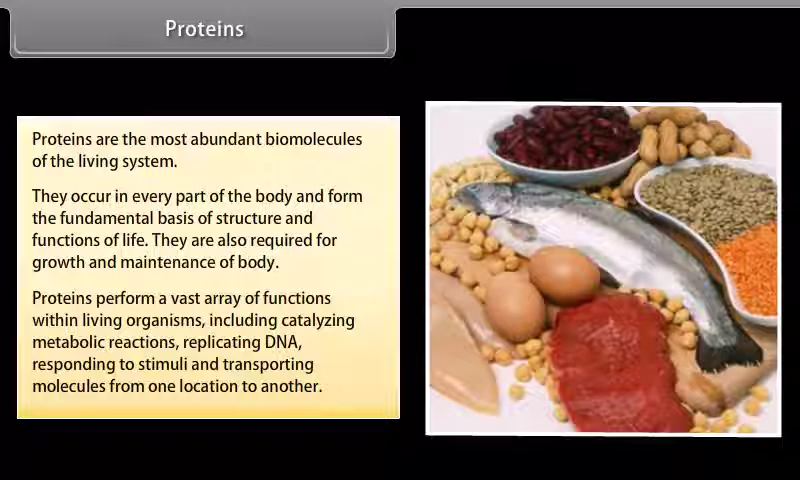 Proteins
Proteins are the most abundant biomolecules
of the living system.
They occur in every part of the body and form
the fundamental basis of structure and
functions of life. They are also required for
growth and maintenance of body.
Proteins perform a vast array of functions
within living organisms, including catalyzing
metabolic reactions, replicating DNA,
responding to stimuli and transporting
molecules from one location to another.